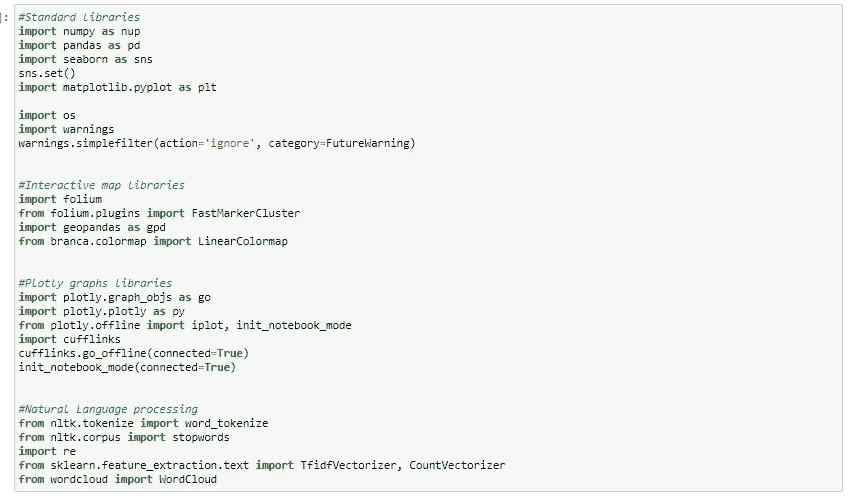 ]:
#Standard libraries
import numpy as nup
import pandas as pd
import seaborn as sns
sns.set()
import matplotlib.pyplot as plt
import os
import warnings
warnings.simplefilter(action='ignore', category=FutureWarning)
#Interactive map libraries
import folium
from folium.plugins import FastMarkerCluster
import geopandas as gpd
from branca.colormap import LinearColormap
#Plotly graphs libraries
import plotly.graph_objs as go
import plotly.plotly as py
from plotly.offline import iplot, init_notebook_mode
import cufflinks
cufflinks.go_offline(connected=True)
init_notebook_mode(connected=True)
#Natural Language processing
from nltk.tokenize import word_tokenize
from nltk.corpus import stopwords
import re
from sklearn.feature_extraction.text import TfidfVectorizer, CountVectorizer
from wordcloud import WordCloud